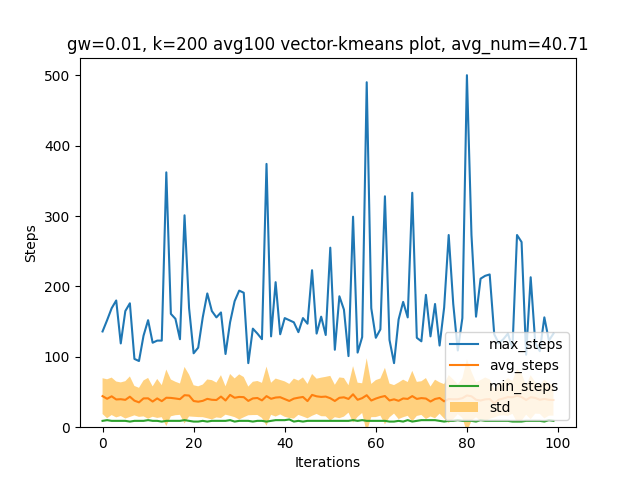 gw=0.01, k=200 avg100 vector-kmeans plot, avg_num=40.71
500
400
300
200
100
0
Steps
0 20 40 60 80 100
Iterations
max_steps
avg_steps
min_steps
std